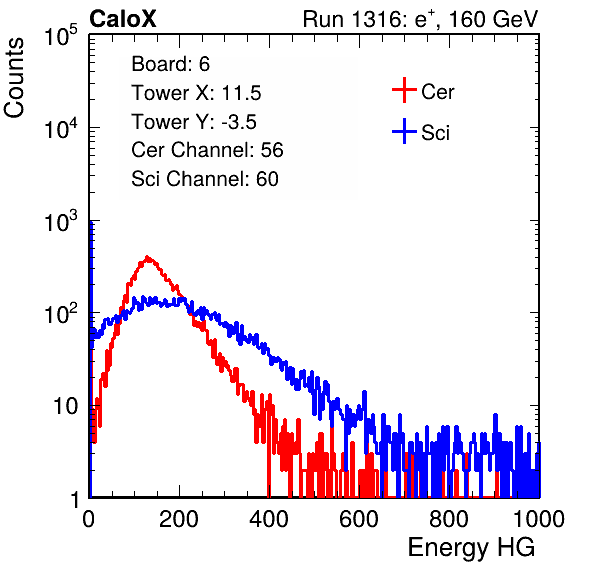 CaloX Run 1316: e⁺, 160 GeV
Counts
10⁵
10⁴
10³
10²
10
1
Board: 6
Tower X: 11.5
Tower Y: -3.5
Cer Channel: 56
Sci Channel: 60
Cer
Sci
0 200 400 600 800 1000
Energy HG